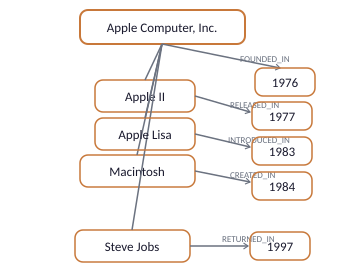 Apple Computer, Inc.
FOUNDED_IN
1976
Apple II
RELEASED_IN
1977
Apple Lisa
INTRODUCED_IN
1983
Macintosh
CREATED_IN
1984
Steve Jobs
RETURNED_IN
1997